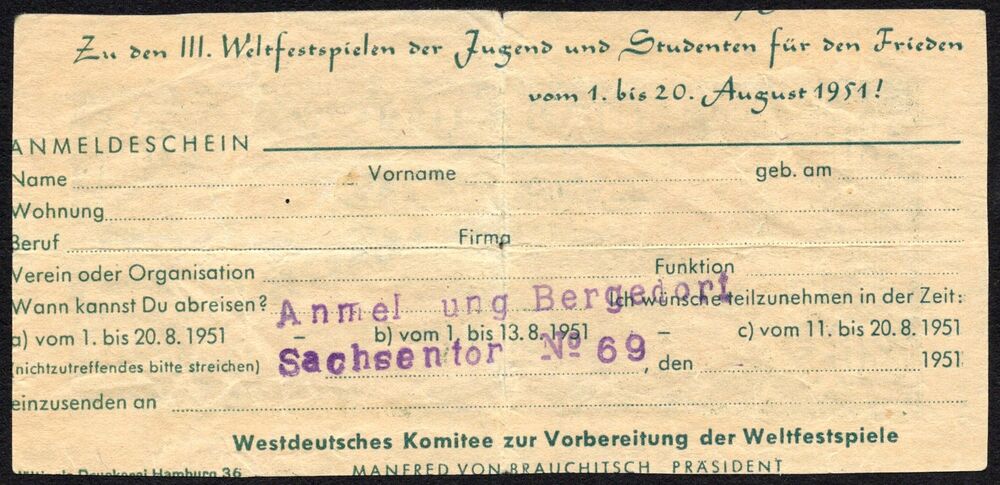 Zu den III. Weltfestspielen der Jugend und Studenten für den Frieden
vom 1. bis 20. August 1951!
ANMELDESCHEIN
Name Vorname geb. am
Wohnung
Beruf Firma
Verein oder Organisation Funktion
Wann kannst Du abreisen? Ich wünsche teilzunehmen in der Zeit:
Anmel ung Bergedorf
a) vom 1. bis 20. 8. 1951 – b) vom 1. bis 13. 8. 1951 – c) vom 11. bis 20. 8. 1951
Sachsentor Nº 69
(nichtzutreffendes bitte streichen) , den 1951
einzusenden an
Westdeutsches Komitee zur Vorbereitung der Weltfestspiele
Druckerei Hamburg 36 MANFRED VON BRAUCHITSCH PRÄSIDENT